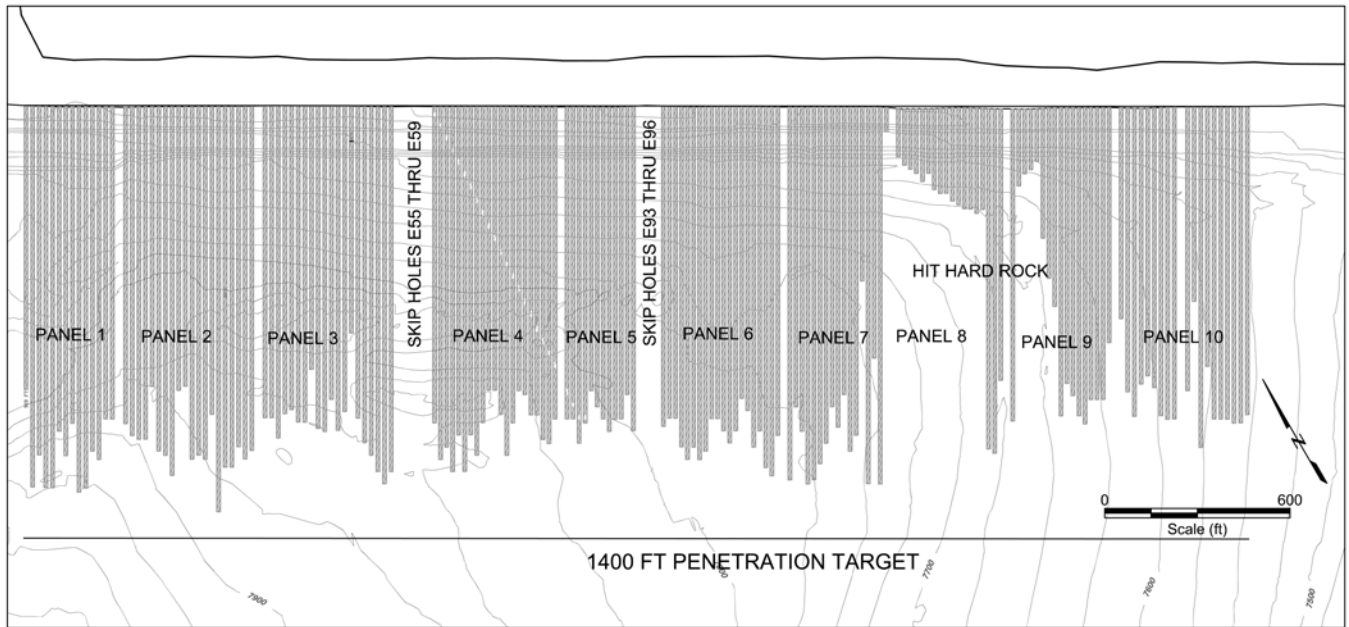 SKIP HOLES E55 THRU E59
SKIP HOLES E93 THRU E96
HIT HARD ROCK
PANEL 1
PANEL 2
PANEL 3
PANEL 4
PANEL 5
PANEL 6
PANEL 7
PANEL 8
PANEL 9
PANEL 10
N
0
600
Scale (ft)
1400 FT PENETRATION TARGET
7900
7700
7600
7500